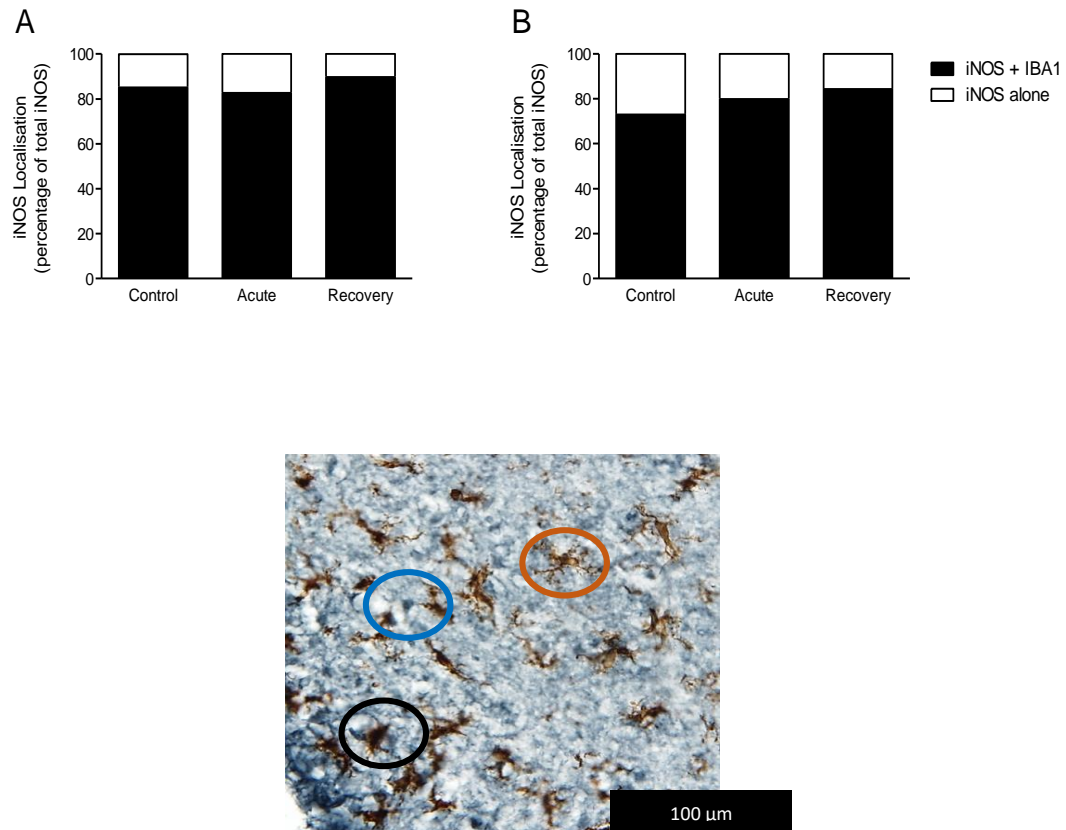 A
iNOS Localisation
(percentage of total iNOS)
100
80
60
40
20
0
Control Acute Recovery
B
iNOS Localisation
(percentage of total iNOS)
100
80
60
40
20
0
Control Acute Recovery
iNOS + IBA1
iNOS alone
100 µm